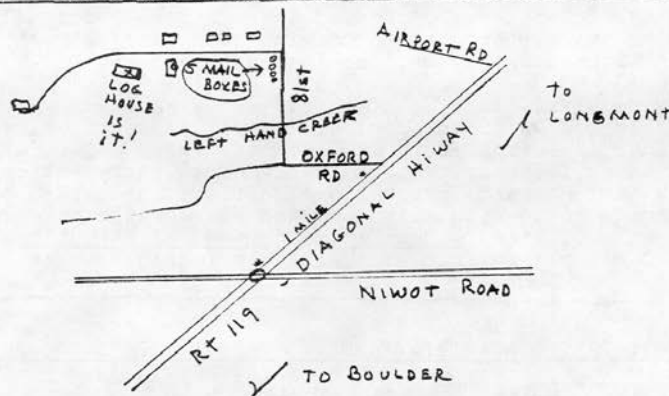 AIRPORT RD
5 MAIL
BOXES
81st
LOG
HOUSE
IS
iT!
TO
LONGMONT
LEFT HAND CREEK
OXFORD
RD
1 MILE
DIAGONAL HIWAY
NIWOT ROAD
Rt 119
TO BOULDER